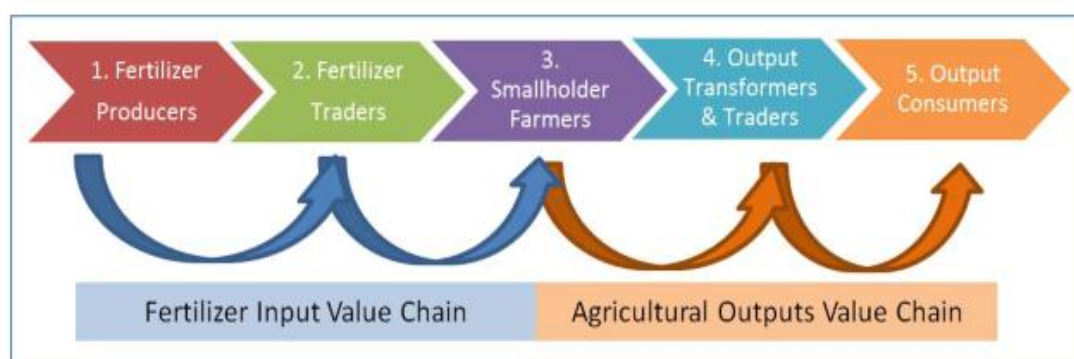 1. Fertilizer
Producers
2. Fertilizer
Traders
3.
Smallholder
Farmers
4. Output
Transformers
& Traders
5. Output
Consumers
Fertilizer Input Value Chain
Agricultural Outputs Value Chain